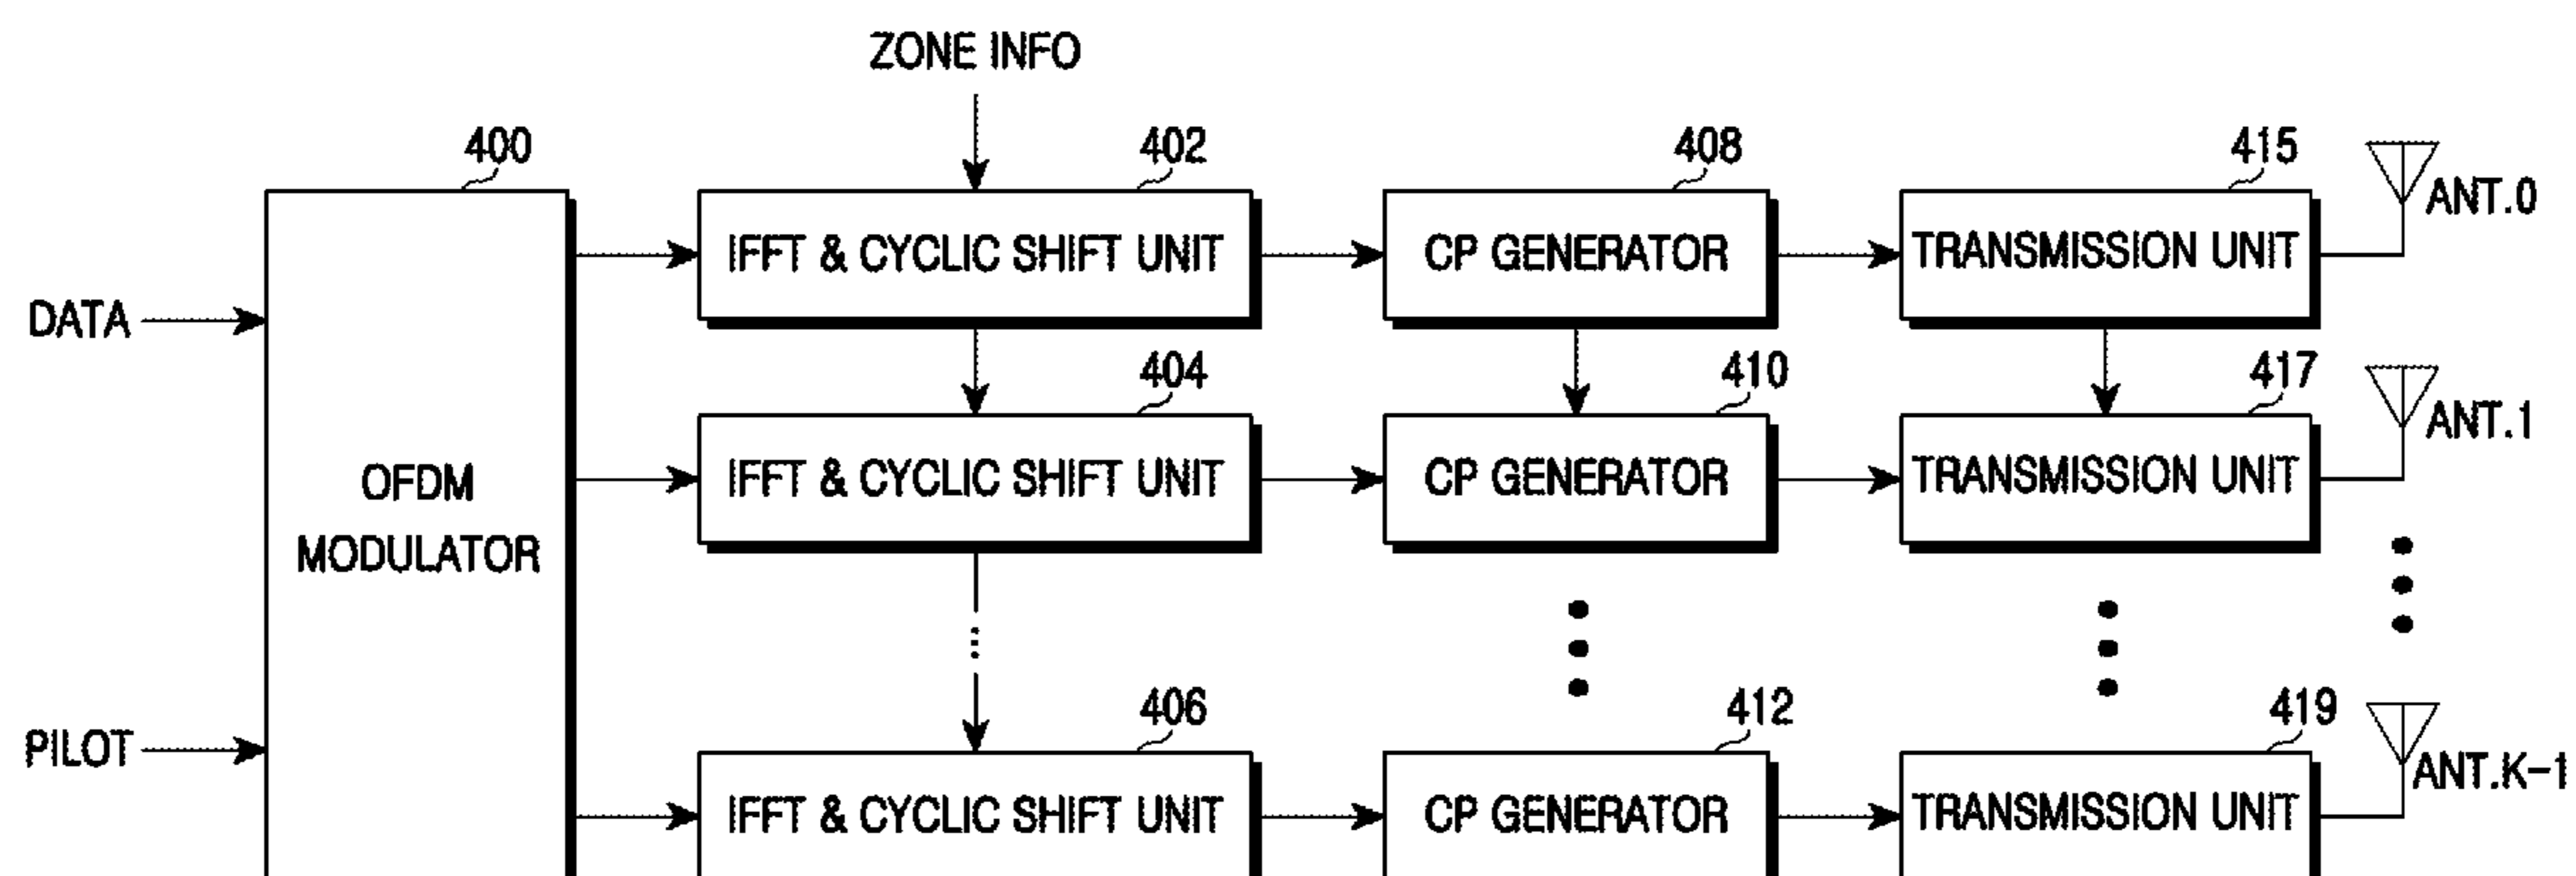 ZONE INFO
400
402
408
415
ANT.0
IFFT & CYCLIC SHIFT UNIT
CP GENERATOR
TRANSMISSION UNIT
DATA
404
410
417
ANT.1
IFFT & CYCLIC SHIFT UNIT
CP GENERATOR
TRANSMISSION UNIT
OFDM
MODULATOR
406
412
419
PILOT
ANT.K-1
IFFT & CYCLIC SHIFT UNIT
CP GENERATOR
TRANSMISSION UNIT